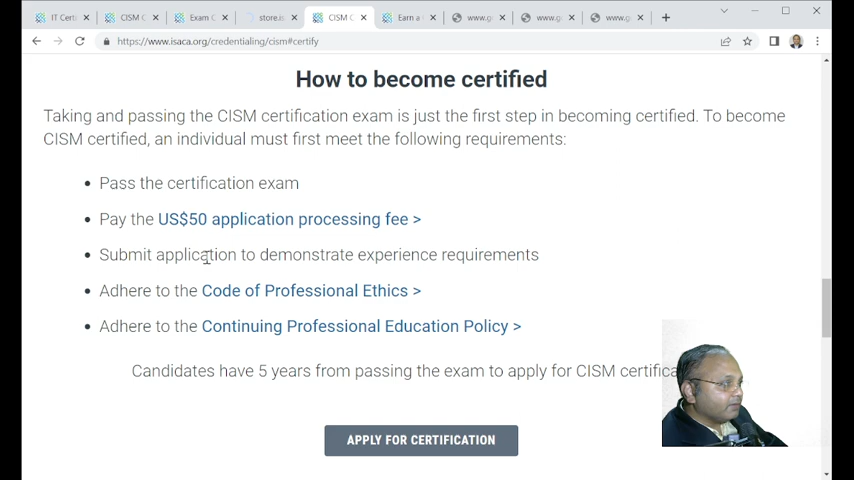 IT Certi
CISM C
Exam C
store.is
CISM C
Earn a
www.g
www.g
www.g
https://www.isaca.org/credentialing/cism#certify
How to become certified
Taking and passing the CISM certification exam is just the first step in becoming certified. To become
CISM certified, an individual must first meet the following requirements:
• Pass the certification exam
• Pay the US$50 application processing fee >
• Submit application to demonstrate experience requirements
• Adhere to the Code of Professional Ethics >
• Adhere to the Continuing Professional Education Policy >
Candidates have 5 years from passing the exam to apply for CISM certifica
APPLY FOR CERTIFICATION